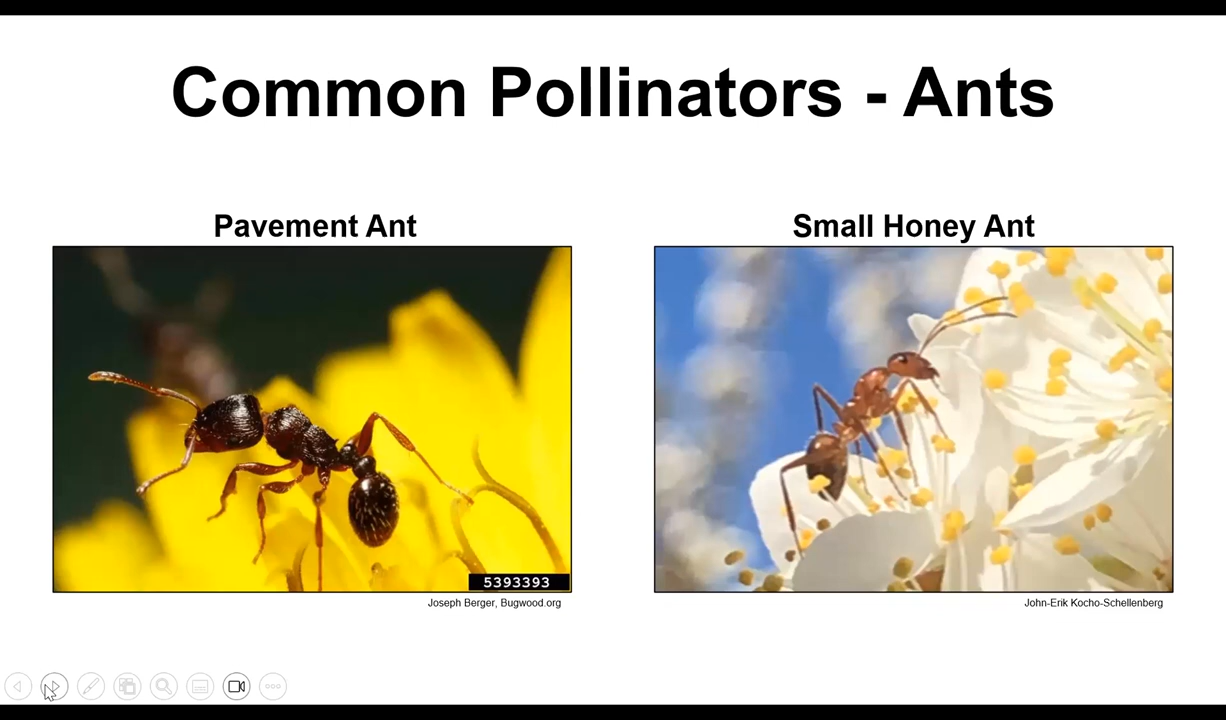 Common Pollinators - Ants
Pavement Ant
Small Honey Ant
5393393
Joseph Berger, Bugwood.org
John-Erik Kocho-Schellenberg